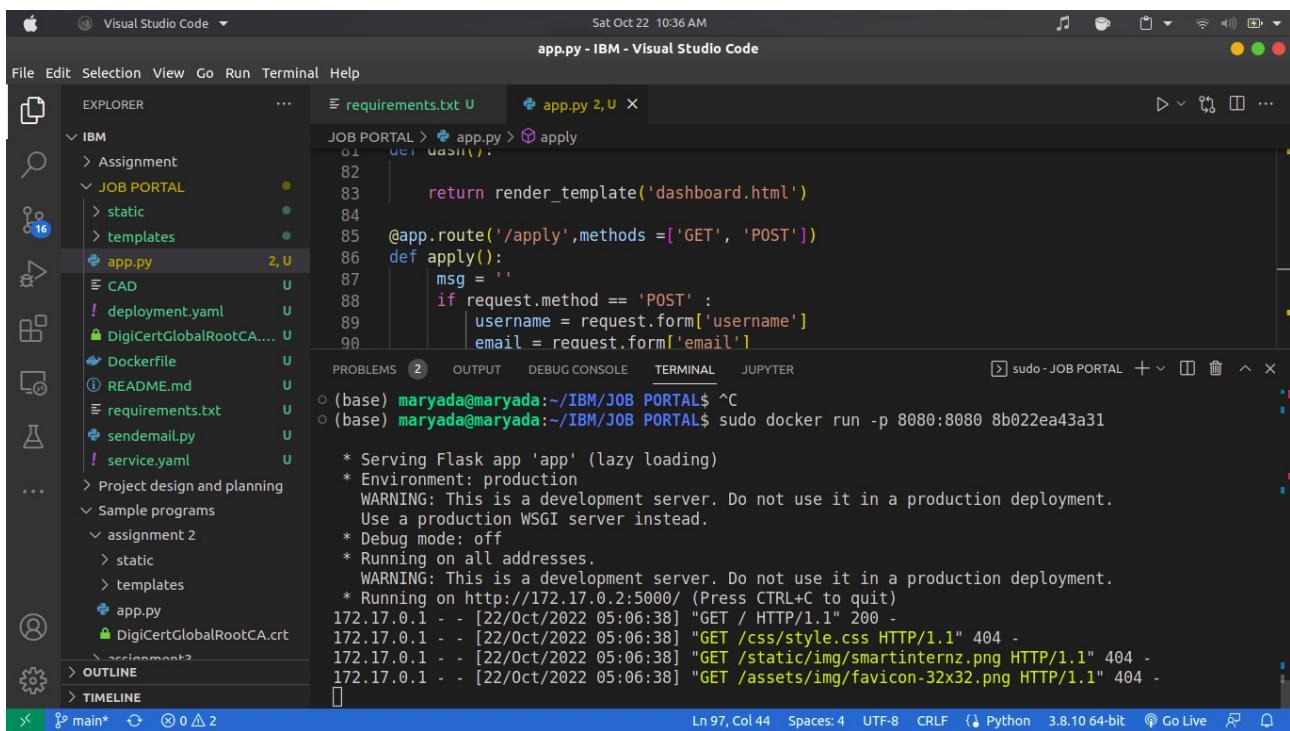 Visual Studio Code
Sat Oct 22 10:36 AM
app.py - IBM - Visual Studio Code
File Edit Selection View Go Run Terminal Help
EXPLORER
IBM
> Assignment
JOB PORTAL
> static
> templates
app.py 2, U
CAD U
deployment.yaml U
DigiCertGlobalRootCA.... U
Dockerfile U
README.md U
requirements.txt U
sendemail.py U
service.yaml U
> Project design and planning
Sample programs
assignment 2
> static
> templates
app.py
DigiCertGlobalRootCA.crt
> assignment3
> OUTLINE
> TIMELINE
16
requirements.txt U app.py 2, U
JOB PORTAL > app.py > apply
81 def dash():
82
83 return render_template('dashboard.html')
84
85 @app.route('/apply',methods =['GET', 'POST'])
86 def apply():
87 msg = ''
88 if request.method == 'POST' :
89 username = request.form['username']
90 email = request.form['email']
PROBLEMS 2 OUTPUT DEBUG CONSOLE TERMINAL JUPYTER sudo - JOB PORTAL
(base) maryada@maryada:~/IBM/JOB PORTAL$ ^C
(base) maryada@maryada:~/IBM/JOB PORTAL$ sudo docker run -p 8080:8080 8b022ea43a31
* Serving Flask app 'app' (lazy loading)
* Environment: production
WARNING: This is a development server. Do not use it in a production deployment.
Use a production WSGI server instead.
* Debug mode: off
* Running on all addresses.
WARNING: This is a development server. Do not use it in a production deployment.
* Running on http://172.17.0.2:5000/ (Press CTRL+C to quit)
172.17.0.1 - - [22/Oct/2022 05:06:38] "GET / HTTP/1.1" 200 -
172.17.0.1 - - [22/Oct/2022 05:06:38] "GET /css/style.css HTTP/1.1" 404 -
172.17.0.1 - - [22/Oct/2022 05:06:38] "GET /static/img/smartinternz.png HTTP/1.1" 404 -
172.17.0.1 - - [22/Oct/2022 05:06:38] "GET /assets/img/favicon-32x32.png HTTP/1.1" 404 -
main* 0 2 Ln 97, Col 44 Spaces: 4 UTF-8 CRLF Python 3.8.10 64-bit Go Live